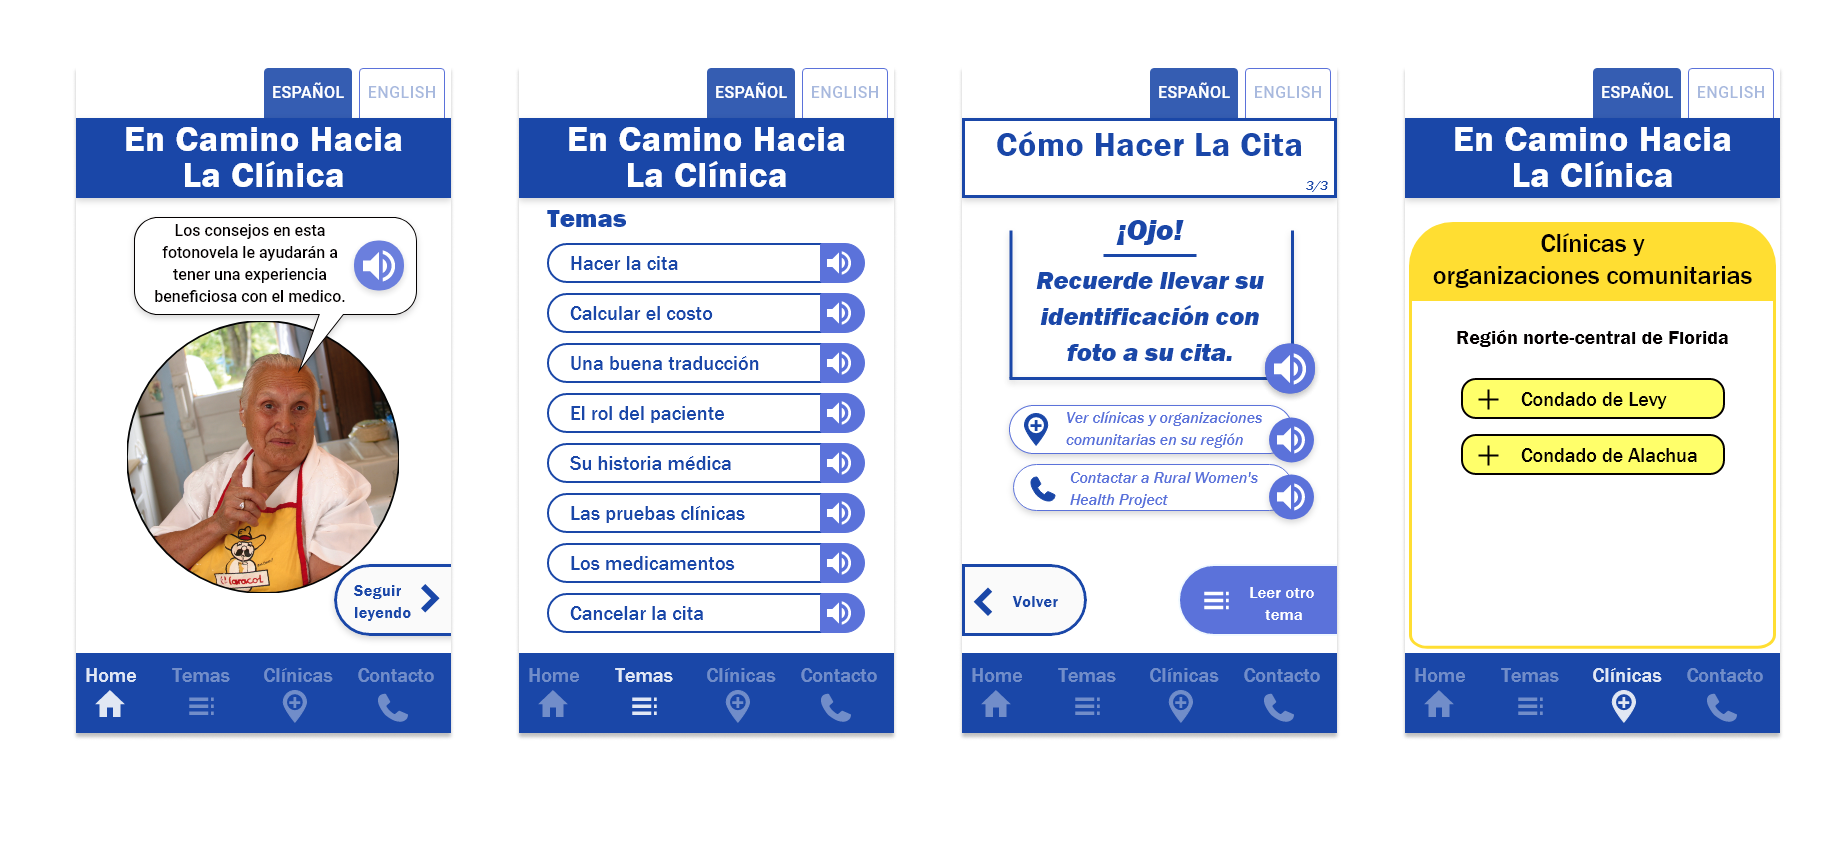 ESPAÑOL
ENGLISH
En Camino Hacia
La Clínica
Los consejos en esta
fotonovela le ayudarán a
tener una experiencia
beneficiosa con el medico.
Maracol
Seguir
leyendo
Home
Temas
Clínicas
Contacto
ESPAÑOL
ENGLISH
En Camino Hacia
La Clínica
Temas
Hacer la cita
Calcular el costo
Una buena traducción
El rol del paciente
Su historia médica
Las pruebas clínicas
Los medicamentos
Cancelar la cita
Home
Temas
Clínicas
Contacto
ESPAÑOL
ENGLISH
Cómo Hacer La Cita
3/3
¡Ojo!
Recuerde llevar su
identificación con
foto a su cita.
Ver clínicas y organizaciones
comunitarias en su región
Contactar a Rural Women's
Health Project
Volver
Leer otro
tema
Home
Temas
Clínicas
Contacto
ESPAÑOL
ENGLISH
En Camino Hacia
La Clínica
Clínicas y
organizaciones comunitarias
Región norte-central de Florida
Condado de Levy
Condado de Alachua
Home
Temas
Clínicas
Contacto